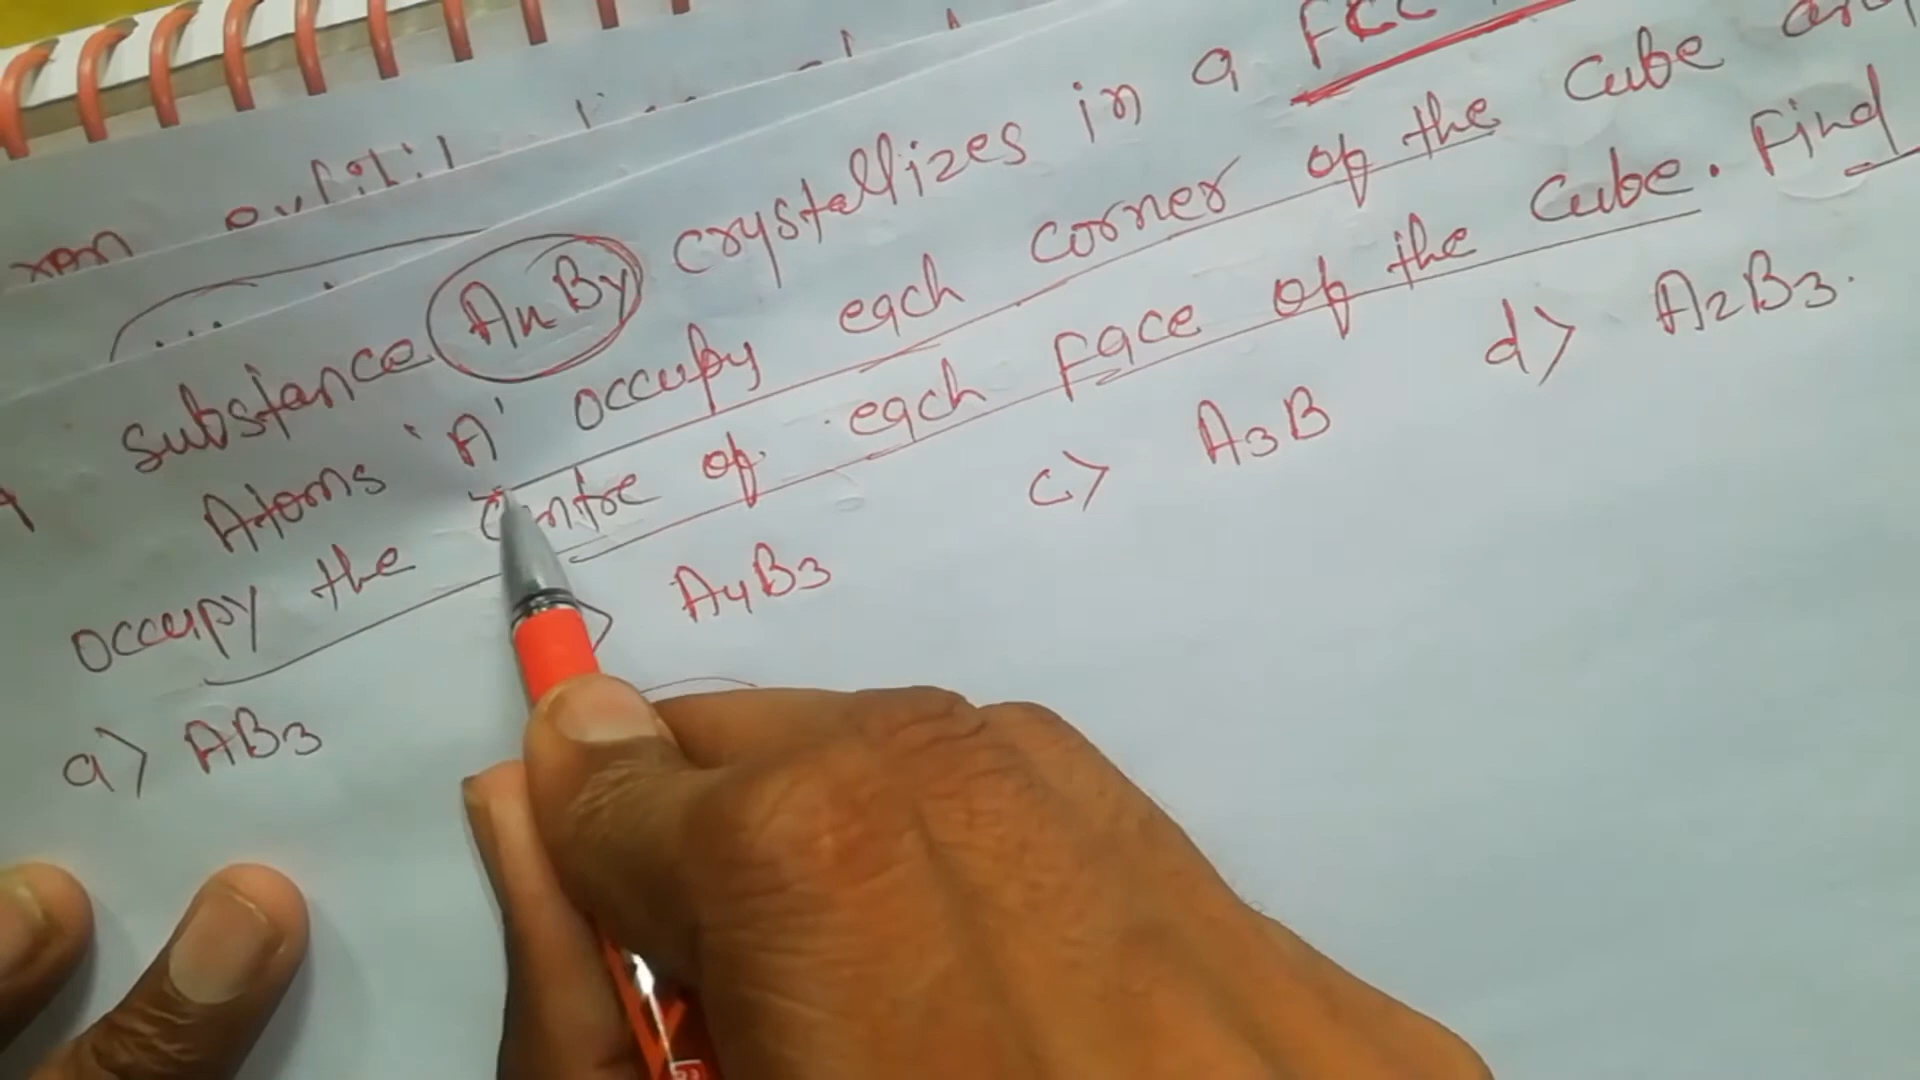 substance AxBy crystallizes in a FCC
Atoms 'A' occupy each corner of the cube and
occupy the centre of each face of the cube. Find
a> AB3 > A4B3 c> A3B d> A2B3.